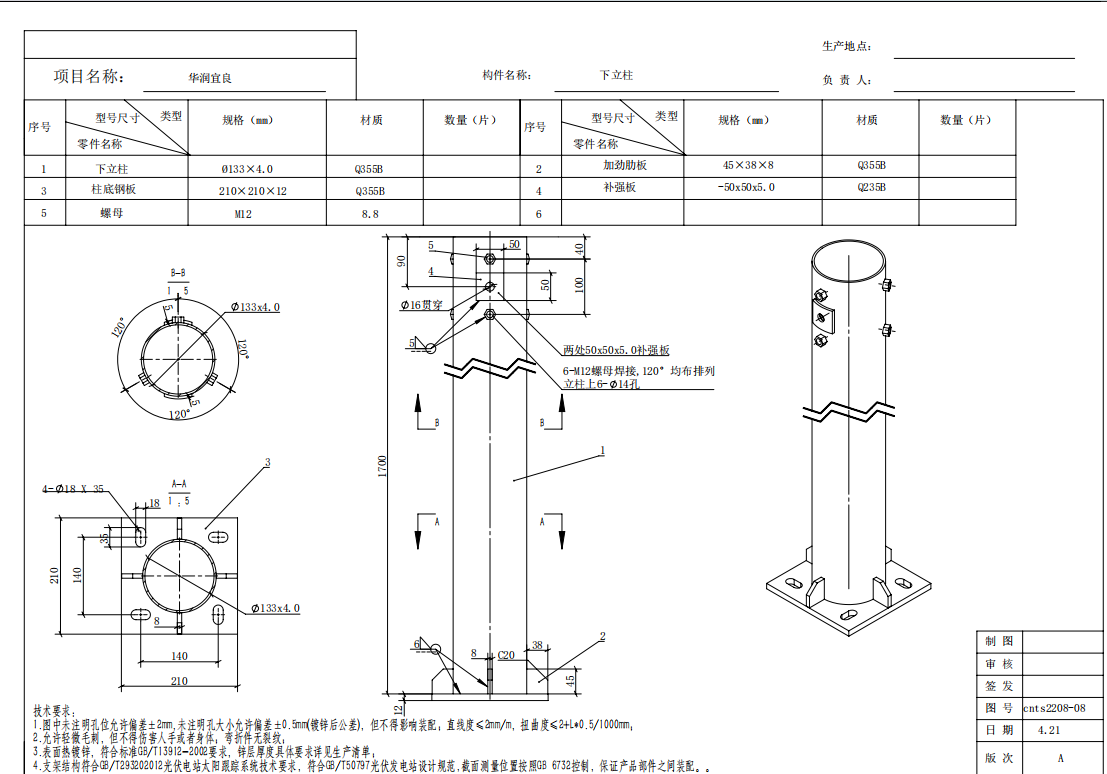 生产地点:
项目名称: 华润宜良 构件名称: 下立柱 负 责 人:
序号 型号尺寸 类型 零件名称 规格（mm） 材质 数量（片） 序号 型号尺寸 类型 零件名称 规格（mm） 材质 数量（片）
1 下立柱 Ø133×4.0 Q355B 2 加劲肋板 45×38×8 Q355B
3 柱底钢板 210×210×12 Q355B 4 补强板 -50x50x5.0 Q235B
5 螺母 M12 8.8 6
B-B
1 : 5
Ф133x4.0
120°
120°
120°
5
5
A-A
1 : 5
3
4-Ф18 X 35
18
35
210
140
8
Ф133x4.0
140
210
5
50
40
90
4
50
100
Ф16贯穿
5
两处50x50x5.0补强板
6-M12螺母焊接,120° 均布排列
立柱上6-Ф14孔
B
B
1
1700
A
A
6
8
C20
38
2
45
12
技术要求:
1.图中未注明孔位允许偏差±2mm,未注明孔大小允许偏差±0.5mm(镀锌后公差), 但不得影响装配; 直线度≤2mm/m, 扭曲度≤2+L*0.5/1000mm;
2.允许轻微毛刺, 但不得伤害人手或者身体; 弯折件无裂纹;
3.表面热镀锌, 符合标准GB/T13912-2002要求, 锌层厚度具体要求详见生产清单;
4.支架结构符合GB/T293202012光伏电站太阳跟踪系统技术要求, 符合GB/T50797光伏发电站设计规范,截面测量位置按照GB 6732控制, 保证产品部件之间装配。。
制 图
审 核
签 发
图 号 cnts2208-08
日 期 4.21
版 次 A